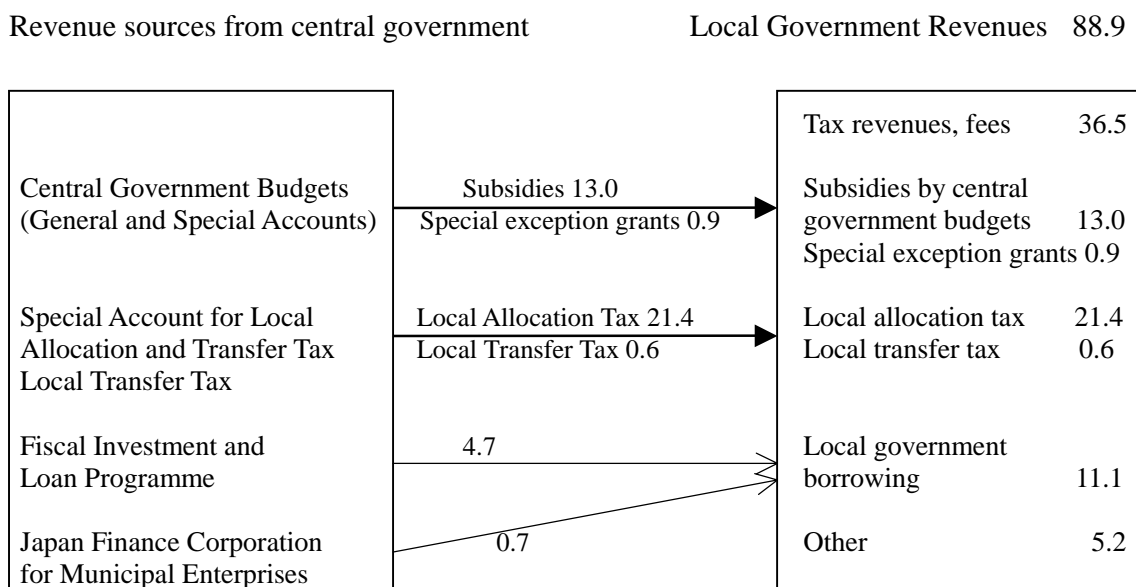 Revenue sources from central government
Local Government Revenues 88.9
Central Government Budgets
(General and Special Accounts)
Special Account for Local
Allocation and Transfer Tax
Local Transfer Tax
Fiscal Investment and
Loan Programme
Japan Finance Corporation
for Municipal Enterprises
Subsidies 13.0
Special exception grants 0.9
Local Allocation Tax 21.4
Local Transfer Tax 0.6
4.7
0.7
Tax revenues, fees 36.5
Subsidies by central
government budgets 13.0
Special exception grants 0.9
Local allocation tax 21.4
Local transfer tax 0.6
Local government
borrowing 11.1
Other 5.2